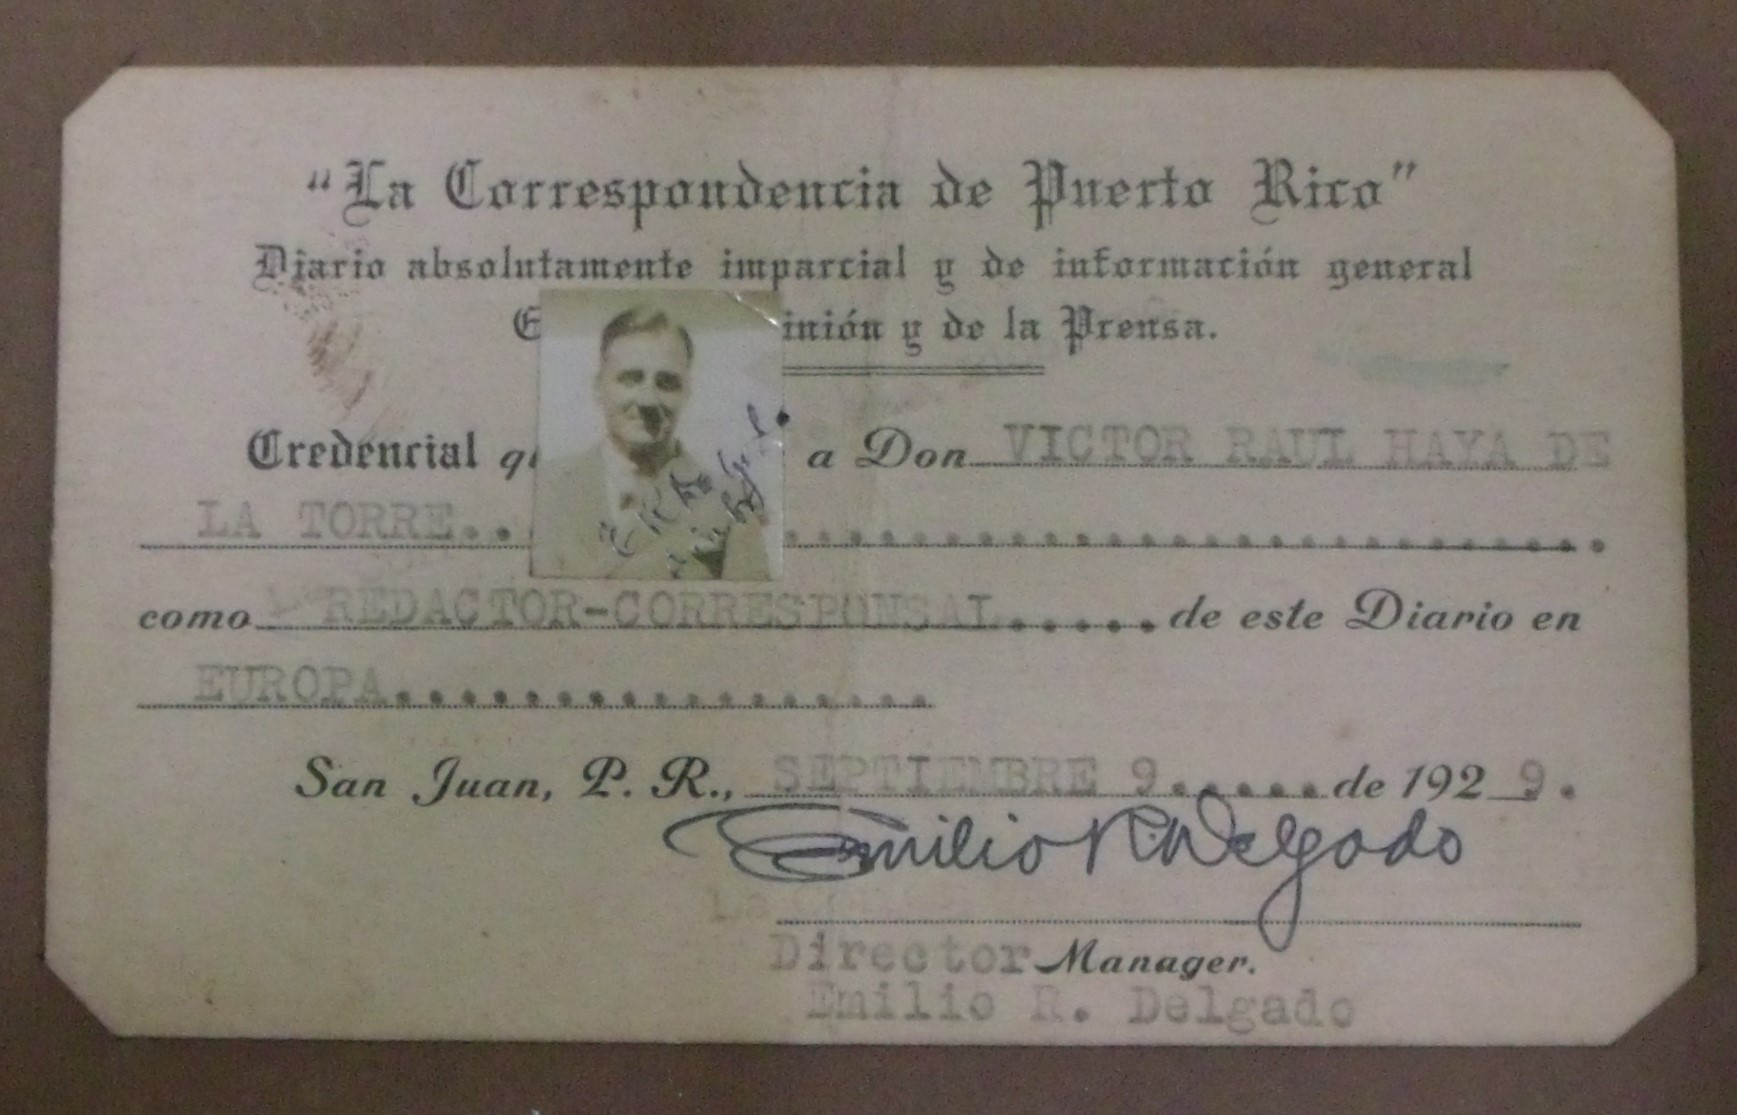 "La Correspondencia de Puerto Rico"
Diario absolutamente imparcial y de información general
inión y de la Prensa.
Credencial a Don VICTOR RAUL HAYA DE
LA TORRE..............................
como REDACTOR-CORRESPONSAL......de este Diario en
EUROPA.................
San Juan, P. R., SEPTIEMBRE 9......de 1929.
Emilio R. Delgado
Director Manager.
Emilio R. Delgado